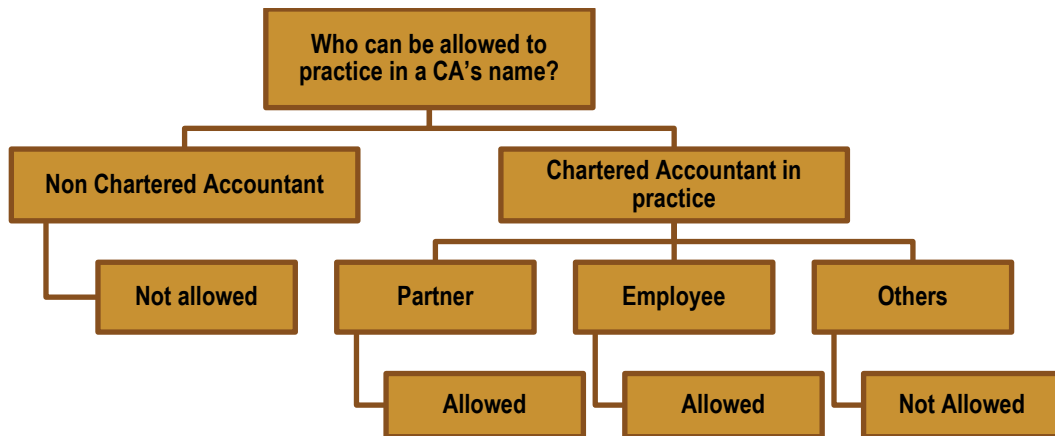 Who can be allowed to
practice in a CA's name?
Non Chartered Accountant
Chartered Accountant in
practice
Not allowed
Partner
Employee
Others
Allowed
Allowed
Not Allowed